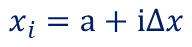 xᵢ = a + iΔx